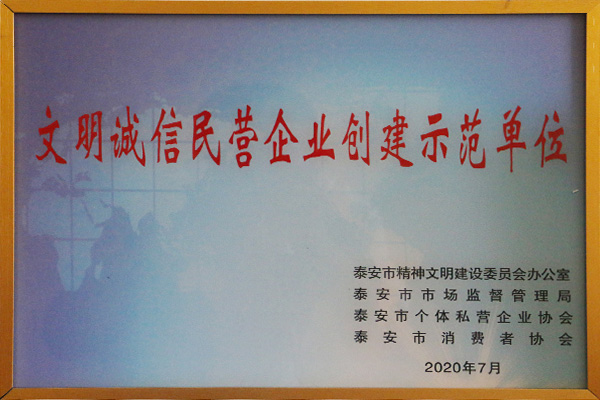 文明诚信民营企业创建示范单位
泰安市精神文明建设委员会办公室
泰安市市场监督管理局
泰安市个体私营企业协会
泰安市消费者协会
2020年7月